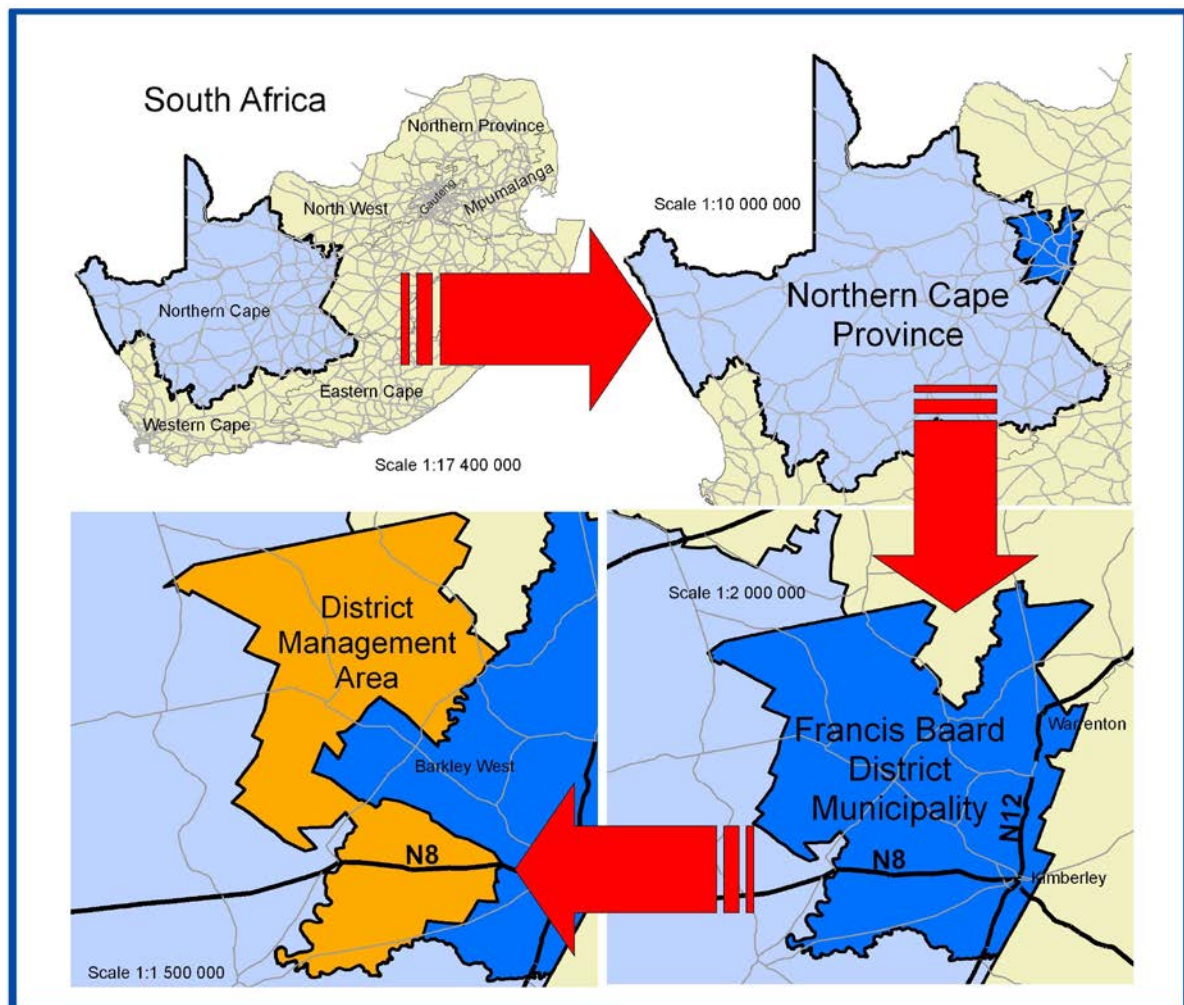 South Africa
Northern Province
Mpumalanga
Gauteng
North West
Northern Cape
Eastern Cape
Western Cape
Scale 1:17 400 000
Scale 1:10 000 000
Northern Cape
Province
District
Management
Area
Barkley West
N8
Scale 1:1 500 000
Scale 1:2 000 000
Francis Baard
District
Municipality
Warrenton
N12
N8
Kimberley